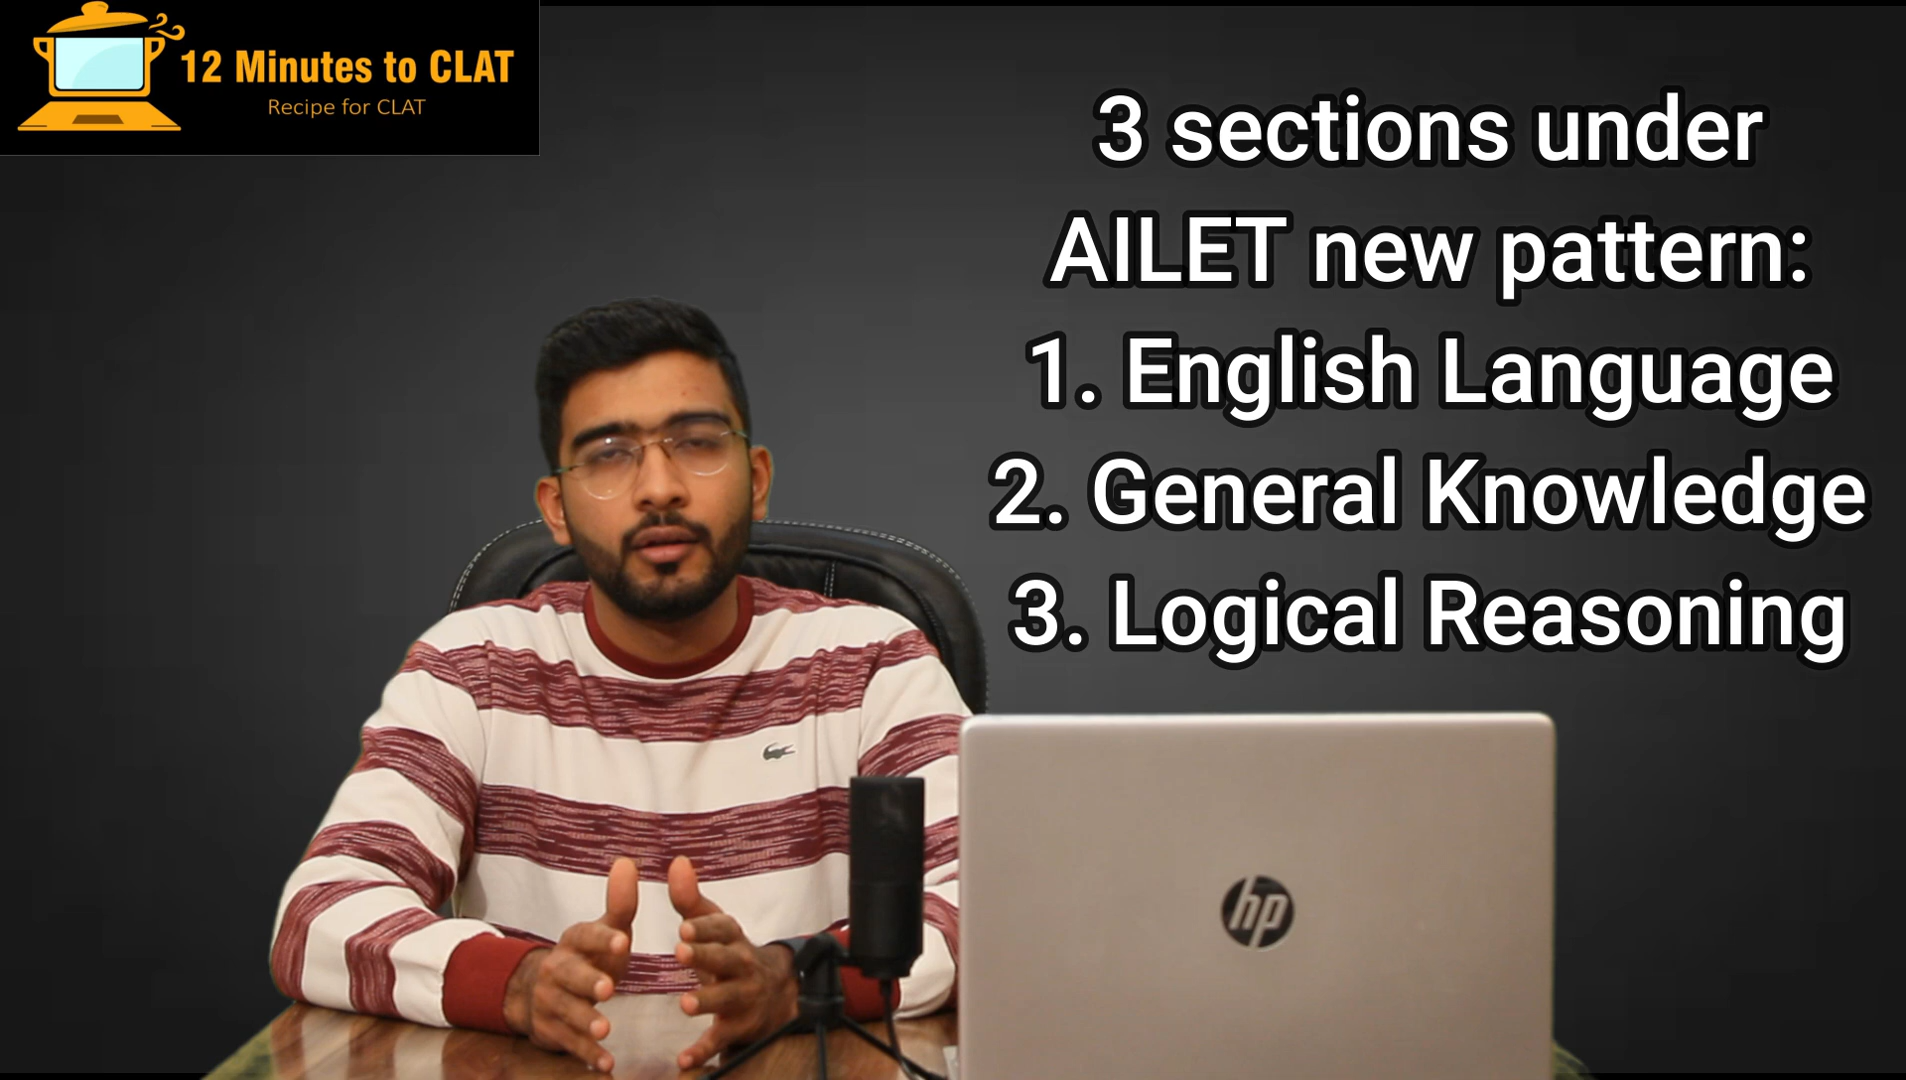 12 Minutes to CLAT
Recipe for CLAT
3 sections under
AILET new pattern:
1. English Language
2. General Knowledge
3. Logical Reasoning
hp